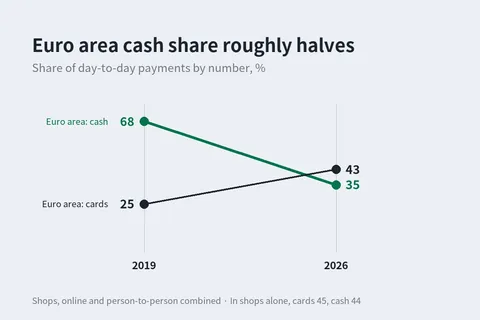 Euro area cash share roughly halves
Share of day-to-day payments by number, %
Euro area: cash 68
43
35
Euro area: cards 25
2019 2026
Shops, online and person-to-person combined · In shops alone, cards 45, cash 44